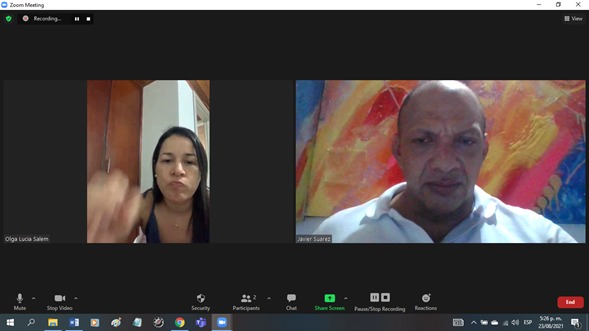 Zoom Meeting
Recording...
View
Olga Lucia Salem
Javier Suárez
Mute
Stop Video
Security
Participants
2
Chat
Share Screen
Pause/Stop Recording
Reactions
End
ESP
5:26 p. m.
23/08/2021